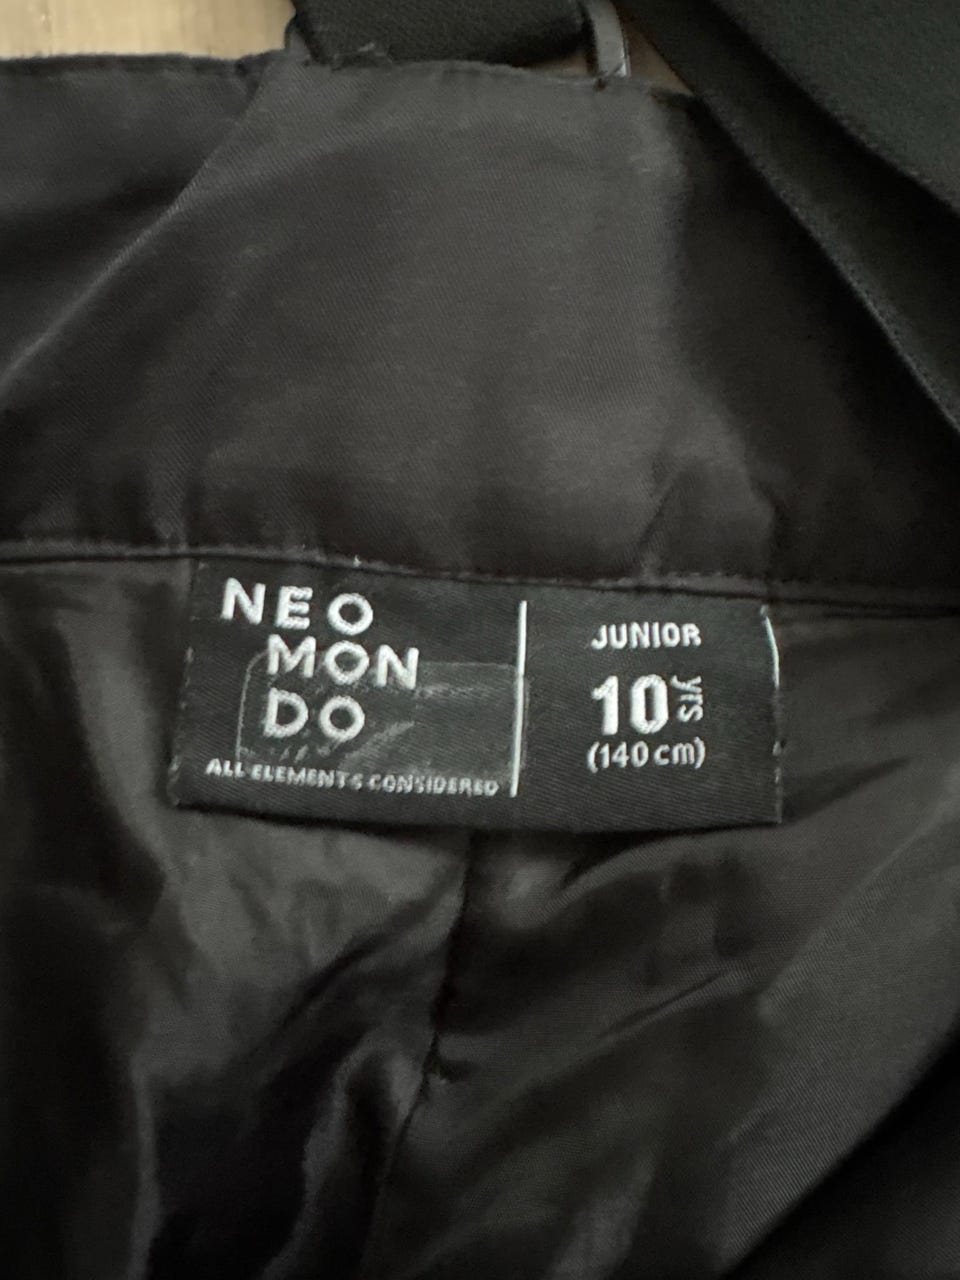 NEO
MON
DO
ALL ELEMENTS CONSIDERED
JUNIOR
10 yrs
(140 cm)